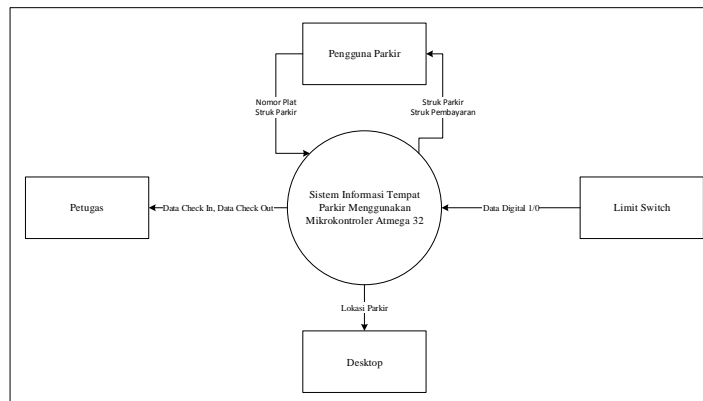 Pengguna Parkir
Nomor Plat
Struk Parkir
Struk Parkir
Struk Pembayaran
Sistem Informasi Tempat
Parkir Menggunakan
Mikrokontroler Atmega 32
Petugas
Data Check In, Data Check Out
Data Digital 1/0
Limit Switch
Lokasi Parkir
Desktop